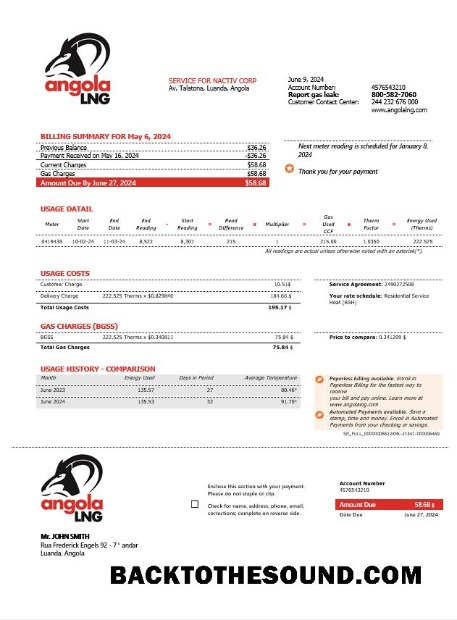 angola
LNG
SERVICE FOR NACTIV CORP
Av. Talatona, Luanda, Angola
June 9, 2024
Account Number: 4576543210
Report gas leak: 800-582-7060
Customer Contact Center: 244 232 676 000
www.angolalng.com
BILLING SUMMARY FOR May 6, 2024
Previous Balance $36.26
Payment Received on May 16, 2024 -$36.26
Current Charges $58.68
Gas Charges $58.68
Amount Due By June 27, 2024 $58.68
Next meter reading is scheduled for January 8, 2024
Thank you for your payment
USAGE DATAIL
Meter Start Date End Date End Reading - Start Reading = Read Difference x Multiplier = Gas Used CCF x Therm Factor = Energy Used (Therms)
0419438 10-02-24 11-03-24 8,522 8,307 215 1 215.00 1.0350 222.525
All readings are actual unless otherwise noted with an asterisk(*).
USAGE COSTS
Customer Charge 10.51$
Delivery Charge 222.525 Therms x $0.829846 184.66 $
Total Usage Costs 195.17 $
Service Agreement: 2490272508
Your rate schedule: Residential Service
Heat (RSH)
GAS CHARGES (BGSS)
BGSS 222.525 Therms x $0.340811 75.84 $
Total Gas Charges 75.84 $
Price to compare: 0.341209 $
USAGE HISTORY - COMPARISON
Month Energy Used Days in Period Average Temperature
June 2023 135.57 27 80.46°
June 2024 135.53 32 91.78°
Paperless billing available. Enroll in
Paperless Billing for the fastest way to
receive
your bill and pay online. Learn more at
www.angolalng.com
Automated Payments available. Save a
stamp, time and money. Enroll in Automated
Payments from your checking or savings.
angola
LNG
Enclose this section with your payment.
Please do not staple or clip.
Check for name, address, phone, email,
corrections; complete on reverse side.
Account Number
4576543210
Amount Due 58.68 $
Date Due June 27, 2024
Mr. JOHN SMITH
Rua Frederick Engels 92 - 7° andar
Luanda, Angola
BACKTOTHESOUND.COM